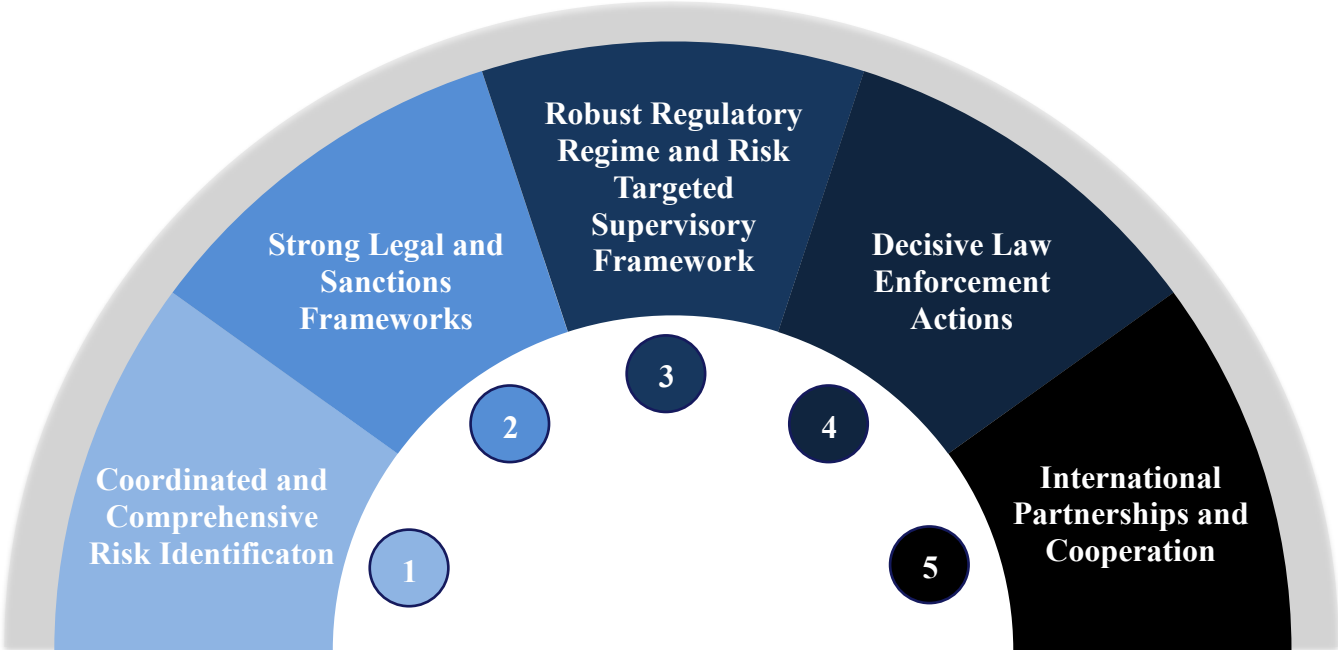 Coordinated and
Comprehensive
Risk Identificaton
1
Strong Legal and
Sanctions
Frameworks
2
Robust Regulatory
Regime and Risk
Targeted
Supervisory
Framework
3
Decisive Law
Enforcement
Actions
4
International
Partnerships and
Cooperation
5